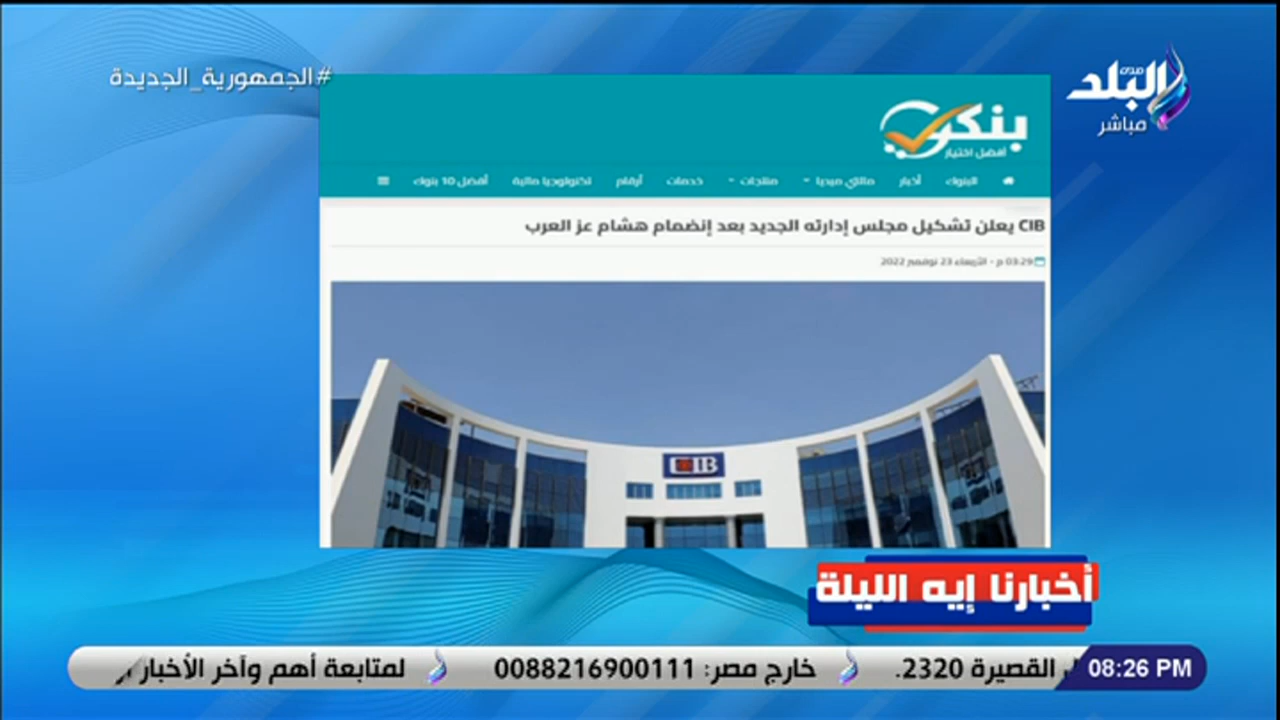 #الجمهورية_الجديدة
صدى البلد
مباشر
بنكي
أفضل اختيار
البنوك أخبار مالتي ميديا منتجات خدمات أرقام تكنولوجيا مالية أفضل 10 بنوك
CIB يعلن تشكيل مجلس إدارته الجديد بعد إنضمام هشام عز العرب
03:29 م - الأربعاء 23 نوفمبر 2022
CIB
أخبارنا إيه الليلة
08:26 PM
القصيرة 2320. خارج مصر: 0088216900111 لمتابعة أهم وآخر الأخبار